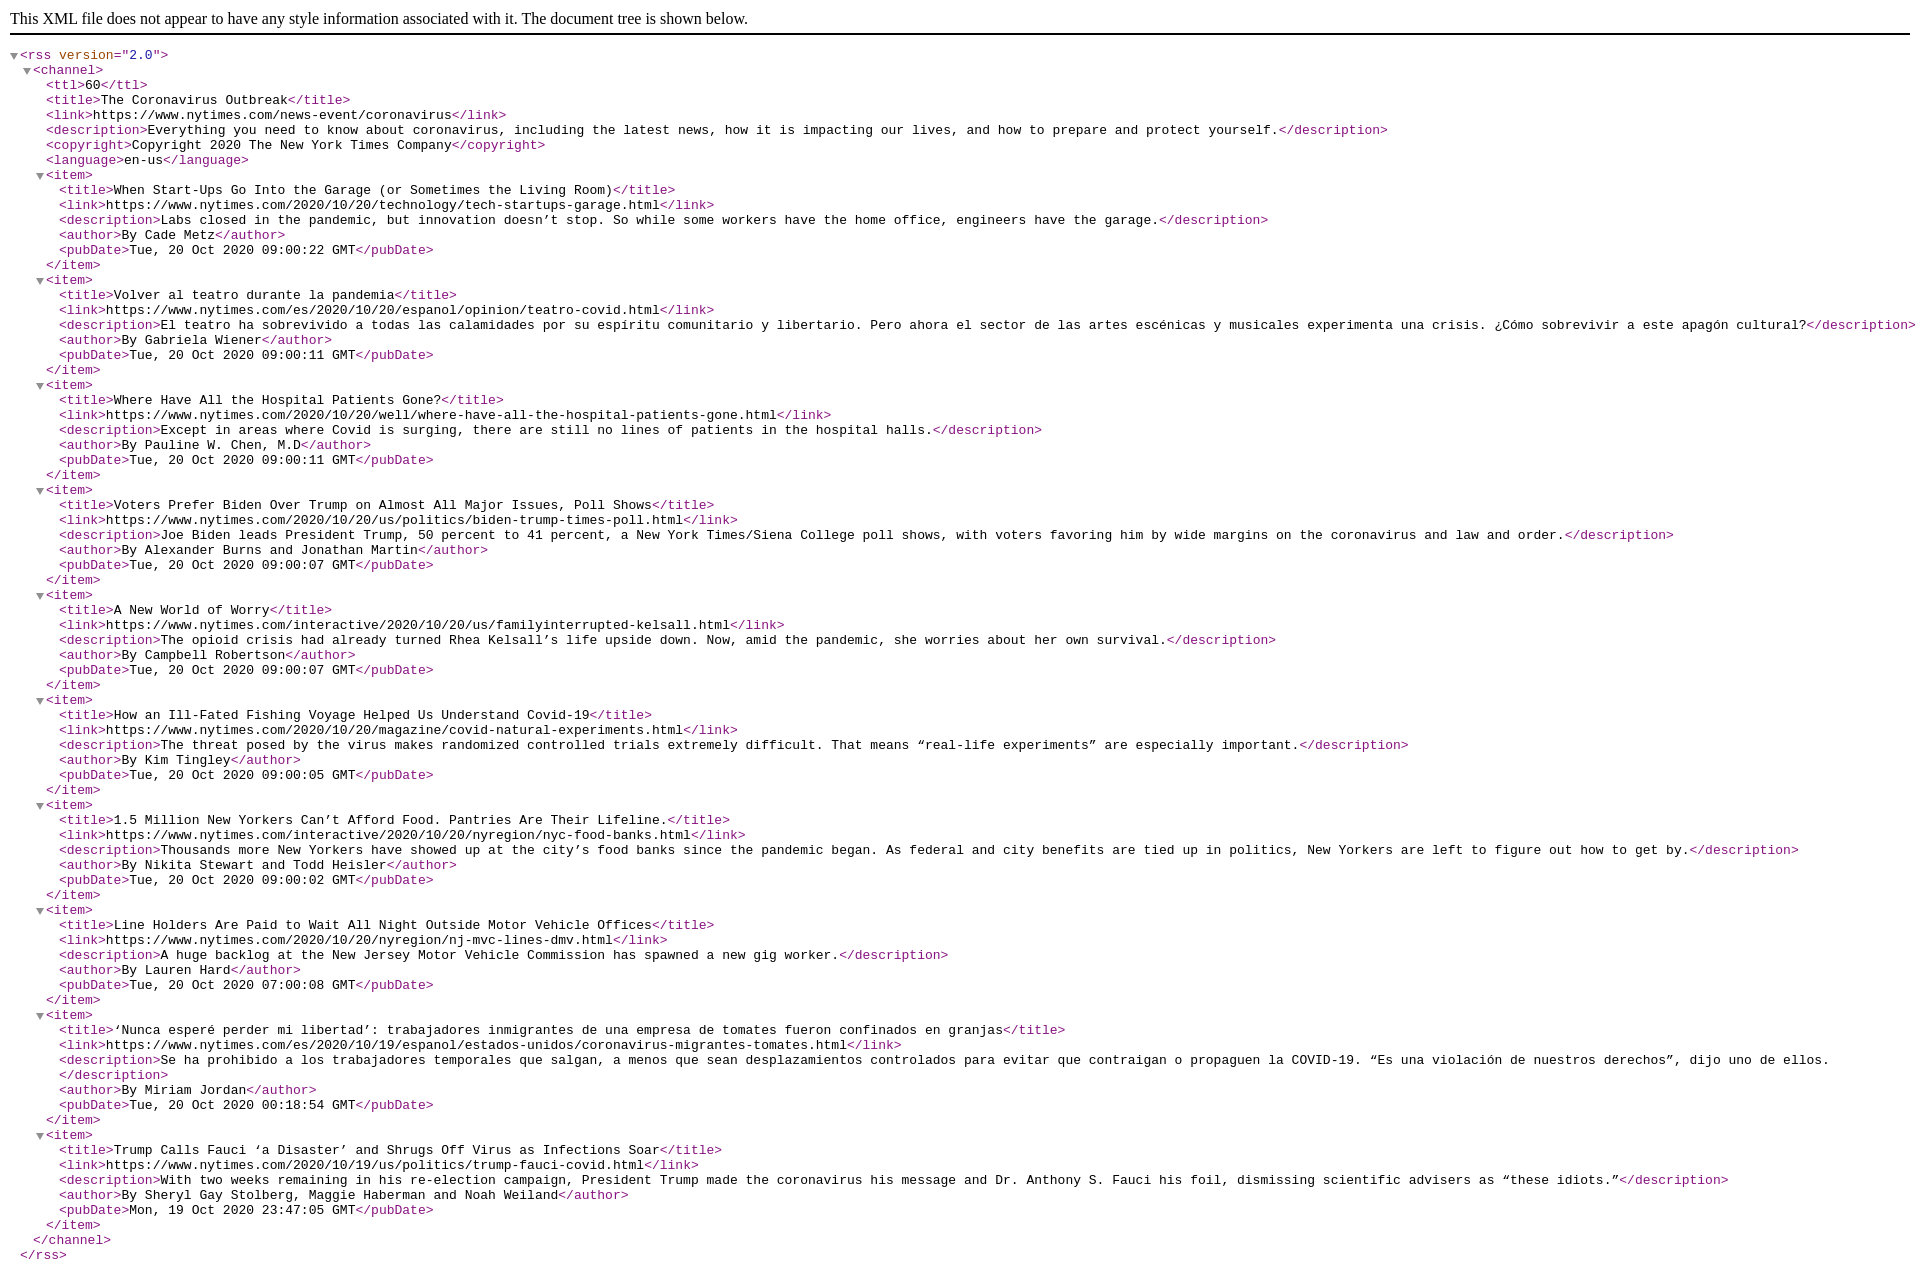 This XML file does not appear to have any style information associated with it. The document tree is shown below.
<rss version="2.0">
<channel>
<ttl>60</ttl>
<title>The Coronavirus Outbreak</title>
<link>https://www.nytimes.com/news-event/coronavirus</link>
<description>Everything you need to know about coronavirus, including the latest news, how it is impacting our lives, and how to prepare and protect yourself.</description>
<copyright>Copyright 2020 The New York Times Company</copyright>
<language>en-us</language>
<item>
<title>When Start-Ups Go Into the Garage (or Sometimes the Living Room)</title>
<link>https://www.nytimes.com/2020/10/20/technology/tech-startups-garage.html</link>
<description>Labs closed in the pandemic, but innovation doesn’t stop. So while some workers have the home office, engineers have the garage.</description>
<author>By Cade Metz</author>
<pubDate>Tue, 20 Oct 2020 09:00:22 GMT</pubDate>
</item>
<item>
<title>Volver al teatro durante la pandemia</title>
<link>https://www.nytimes.com/es/2020/10/20/espanol/opinion/teatro-covid.html</link>
<description>El teatro ha sobrevivido a todas las calamidades por su espíritu comunitario y libertario. Pero ahora el sector de las artes escénicas y musicales experimenta una crisis. ¿Cómo sobrevivir a este apagón cultural?</description>
<author>By Gabriela Wiener</author>
<pubDate>Tue, 20 Oct 2020 09:00:11 GMT</pubDate>
</item>
<item>
<title>Where Have All the Hospital Patients Gone?</title>
<link>https://www.nytimes.com/2020/10/20/well/where-have-all-the-hospital-patients-gone.html</link>
<description>Except in areas where Covid is surging, there are still no lines of patients in the hospital halls.</description>
<author>By Pauline W. Chen, M.D</author>
<pubDate>Tue, 20 Oct 2020 09:00:11 GMT</pubDate>
</item>
<item>
<title>Voters Prefer Biden Over Trump on Almost All Major Issues, Poll Shows</title>
<link>https://www.nytimes.com/2020/10/20/us/politics/biden-trump-times-poll.html</link>
<description>Joe Biden leads President Trump, 50 percent to 41 percent, a New York Times/Siena College poll shows, with voters favoring him by wide margins on the coronavirus and law and order.</description>
<author>By Alexander Burns and Jonathan Martin</author>
<pubDate>Tue, 20 Oct 2020 09:00:07 GMT</pubDate>
</item>
<item>
<title>A New World of Worry</title>
<link>https://www.nytimes.com/interactive/2020/10/20/us/familyinterrupted-kelsall.html</link>
<description>The opioid crisis had already turned Rhea Kelsall’s life upside down. Now, amid the pandemic, she worries about her own survival.</description>
<author>By Campbell Robertson</author>
<pubDate>Tue, 20 Oct 2020 09:00:07 GMT</pubDate>
</item>
<item>
<title>How an Ill-Fated Fishing Voyage Helped Us Understand Covid-19</title>
<link>https://www.nytimes.com/2020/10/20/magazine/covid-natural-experiments.html</link>
<description>The threat posed by the virus makes randomized controlled trials extremely difficult. That means “real-life experiments” are especially important.</description>
<author>By Kim Tingley</author>
<pubDate>Tue, 20 Oct 2020 09:00:05 GMT</pubDate>
</item>
<item>
<title>1.5 Million New Yorkers Can’t Afford Food. Pantries Are Their Lifeline.</title>
<link>https://www.nytimes.com/interactive/2020/10/20/nyregion/nyc-food-banks.html</link>
<description>Thousands more New Yorkers have showed up at the city’s food banks since the pandemic began. As federal and city benefits are tied up in politics, New Yorkers are left to figure out how to get by.</description>
<author>By Nikita Stewart and Todd Heisler</author>
<pubDate>Tue, 20 Oct 2020 09:00:02 GMT</pubDate>
</item>
<item>
<title>Line Holders Are Paid to Wait All Night Outside Motor Vehicle Offices</title>
<link>https://www.nytimes.com/2020/10/20/nyregion/nj-mvc-lines-dmv.html</link>
<description>A huge backlog at the New Jersey Motor Vehicle Commission has spawned a new gig worker.</description>
<author>By Lauren Hard</author>
<pubDate>Tue, 20 Oct 2020 07:00:08 GMT</pubDate>
</item>
<item>
<title>‘Nunca esperé perder mi libertad’: trabajadores inmigrantes de una empresa de tomates fueron confinados en granjas</title>
<link>https://www.nytimes.com/es/2020/10/19/espanol/estados-unidos/coronavirus-migrantes-tomates.html</link>
<description>Se ha prohibido a los trabajadores temporales que salgan, a menos que sean desplazamientos controlados para evitar que contraigan o propaguen la COVID-19. “Es una violación de nuestros derechos”, dijo uno de ellos.
</description>
<author>By Miriam Jordan</author>
<pubDate>Tue, 20 Oct 2020 00:18:54 GMT</pubDate>
</item>
<item>
<title>Trump Calls Fauci ‘a Disaster’ and Shrugs Off Virus as Infections Soar</title>
<link>https://www.nytimes.com/2020/10/19/us/politics/trump-fauci-covid.html</link>
<description>With two weeks remaining in his re-election campaign, President Trump made the coronavirus his message and Dr. Anthony S. Fauci his foil, dismissing scientific advisers as “these idiots.”</description>
<author>By Sheryl Gay Stolberg, Maggie Haberman and Noah Weiland</author>
<pubDate>Mon, 19 Oct 2020 23:47:05 GMT</pubDate>
</item>
</channel>
</rss>